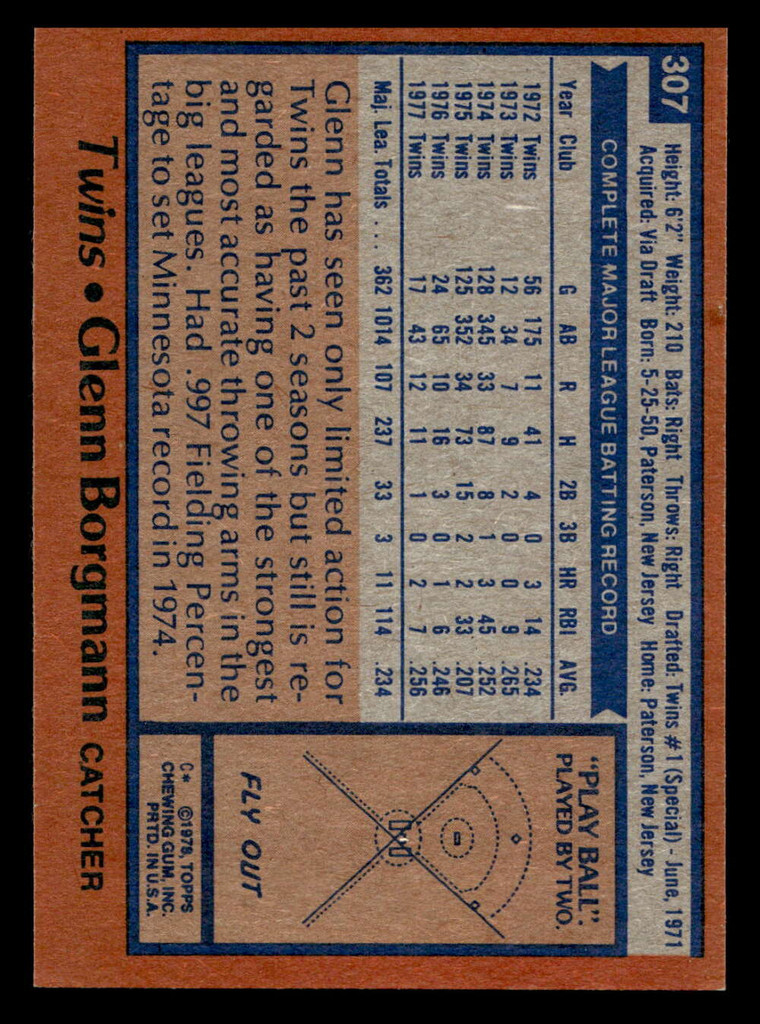 307
Height: 6'2" Weight: 210 Bats: Right Throws: Right Drafted: Twins #1 (Special) - June, 1971
Acquired: Via Draft Born: 5-25-50, Paterson, New Jersey Home: Paterson, New Jersey
COMPLETE MAJOR LEAGUE BATTING RECORD
Year Club G AB R H 2B 3B HR RBI AVG.
1972 Twins 56 175 11 41 4 0 3 14 .234
1973 Twins 12 34 7 9 2 0 0 9 .265
1974 Twins 128 345 33 87 8 1 3 45 .252
1975 Twins 125 352 34 73 15 2 2 33 .207
1976 Twins 24 65 10 16 3 0 1 6 .246
1977 Twins 17 43 12 11 1 0 2 7 .256
Maj. Lea. Totals ... 362 1014 107 237 33 3 11 114 .234
Glenn has seen only limited action for
Twins the past 2 seasons but still is re-
garded as having one of the strongest
and most accurate throwing arms in the
big leagues. Had .997 Fielding Percen-
tage to set Minnesota record in 1974.
"PLAY BALL".
PLAYED BY TWO.
FLY OUT
C* ©1978, TOPPS
CHEWING GUM, INC.
PRTD. IN U.S.A.
Twins • Glenn Borgmann CATCHER